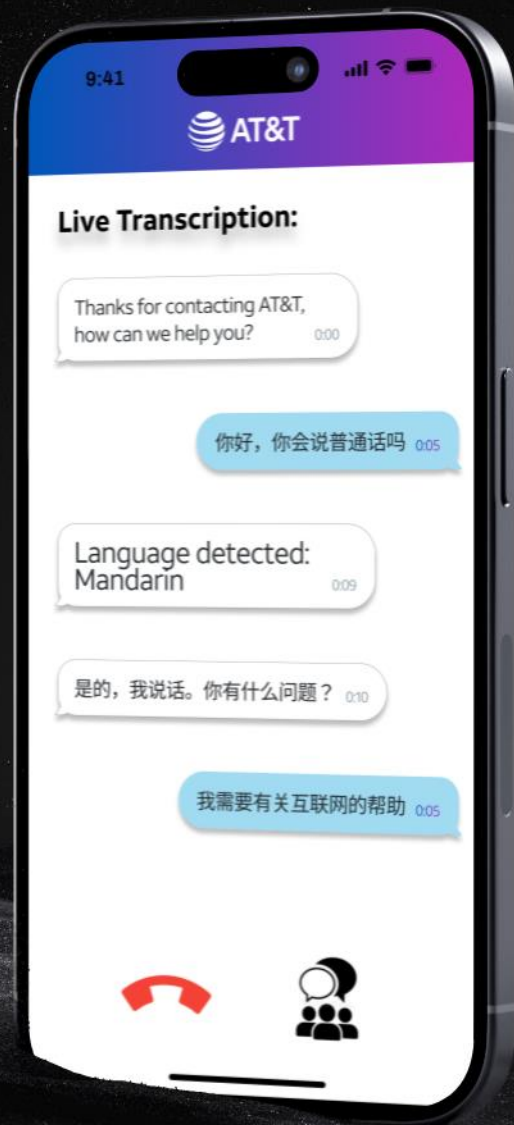 9:41
AT&T
Live Transcription:
Thanks for contacting AT&T,
how can we help you? 0:00
你好，你会说普通话吗 0:05
Language detected:
Mandarin 0:09
是的，我说话。你有什么问题？ 0:10
我需要有关互联网的帮助 0:05